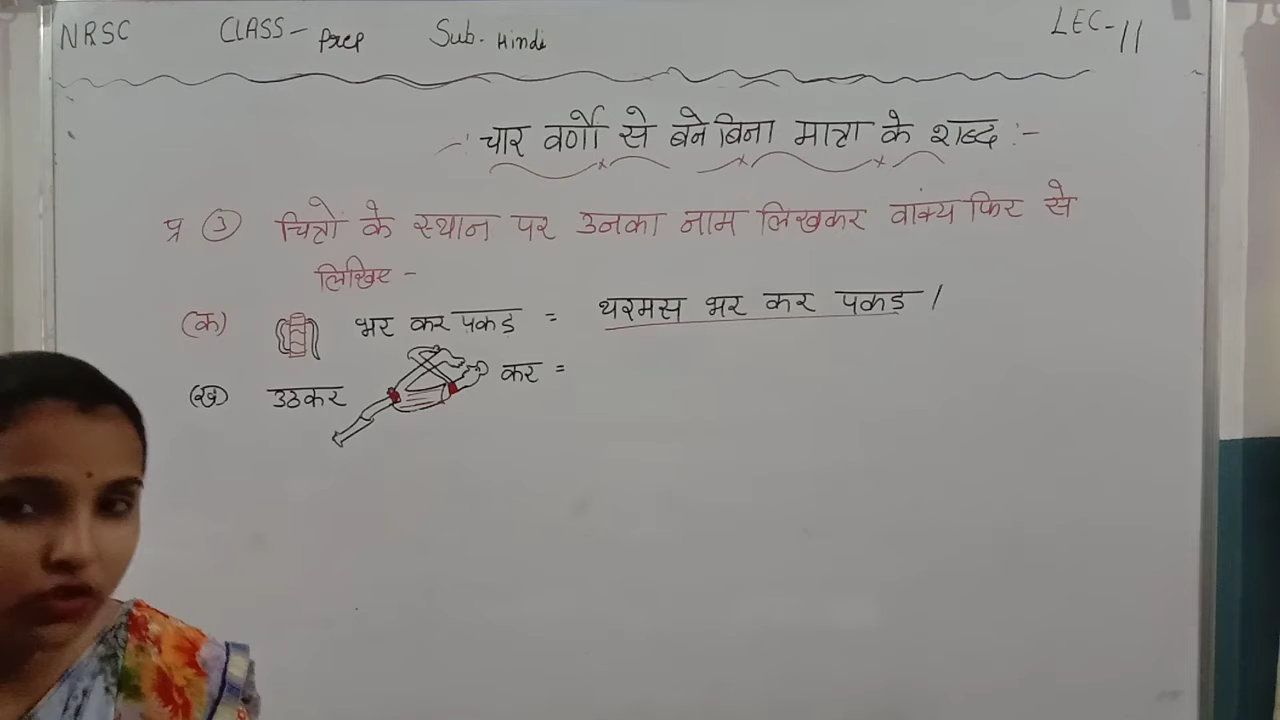 NRSC CLASS- Prep Sub. Hindi LEC-11
चार वर्णों से बने बिना मात्रा के शब्द :-
प्र ③ चित्रों के स्थान पर उनका नाम लिखकर वांक्य फिर से
लिखिए -
(क) भर कर पकड़ = थरमस भर कर पकड़ ।
(ख) उठकर कर =